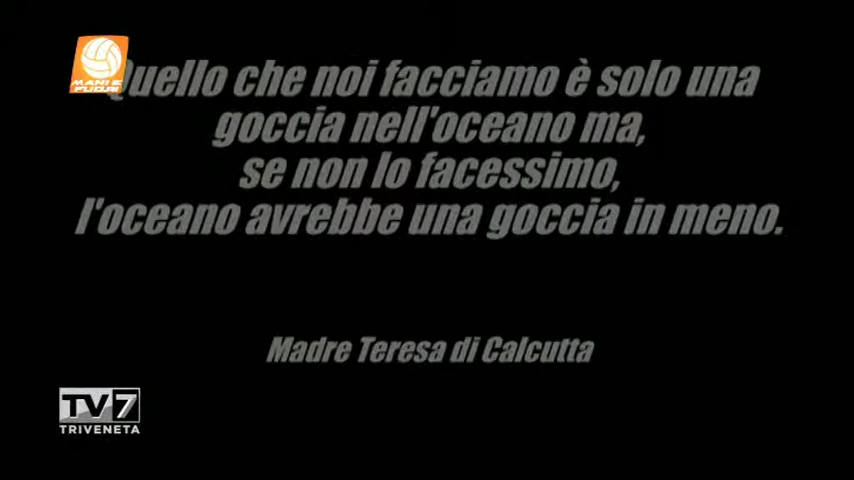 MANI E
FUORI
Quello che noi facciamo è solo una
goccia nell'oceano ma,
se non lo facessimo,
l'oceano avrebbe una goccia in meno.
Madre Teresa di Calcutta
TV7
TRIVENETA